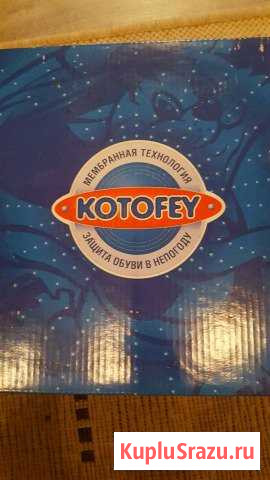 МЕМБРАННАЯ ТЕХНОЛОГИЯ
KOTOFEY
ЗАЩИТА ОБУВИ В НЕПОГОДУ
KupluSrazu.ru